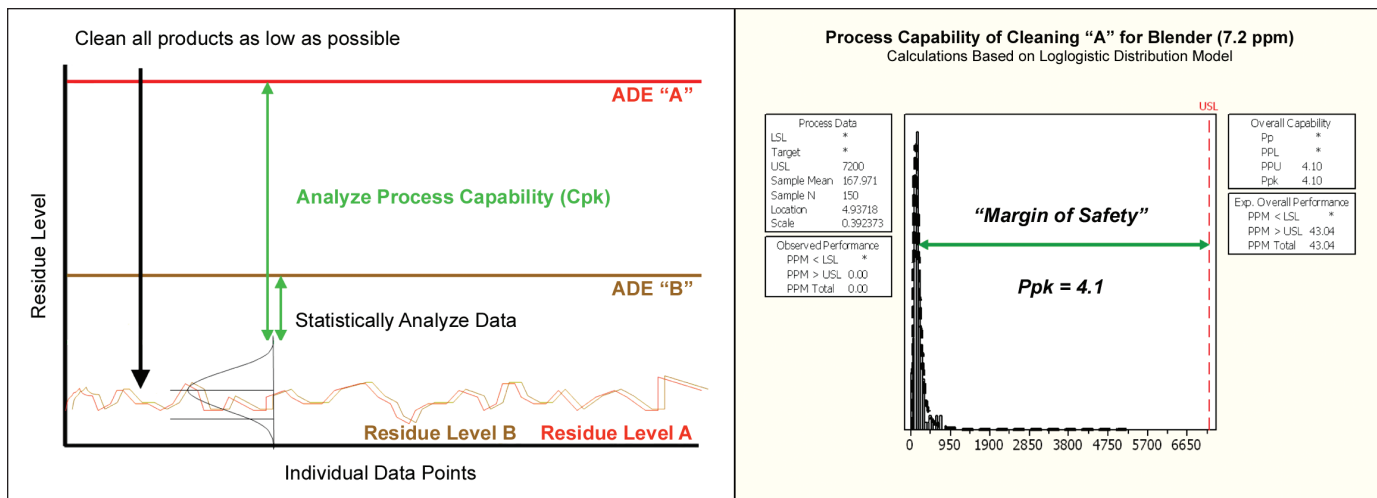 Clean all products as low as possible
ADE “A”
Analyze Process Capability (Cpk)
ADE “B”
Statistically Analyze Data
Residue Level B
Residue Level A
Residue Level
Individual Data Points
Process Capability of Cleaning “A” for Blender (7.2 ppm)
Calculations Based on Loglogistic Distribution Model
USL
Process Data
LSL *
Target *
USL 7200
Sample Mean 167.971
Sample N 150
Location 4.93718
Scale 0.392373
Observed Performance
PPM < LSL *
PPM > USL 0.00
PPM Total 0.00
“Margin of Safety”
Ppk = 4.1
Overall Capability
Pp *
PPL *
PPU 4.10
Ppk 4.10
Exp. Overall Performance
PPM < LSL *
PPM > USL 43.04
PPM Total 43.04
0 950 1900 2850 3800 4750 5700 6650